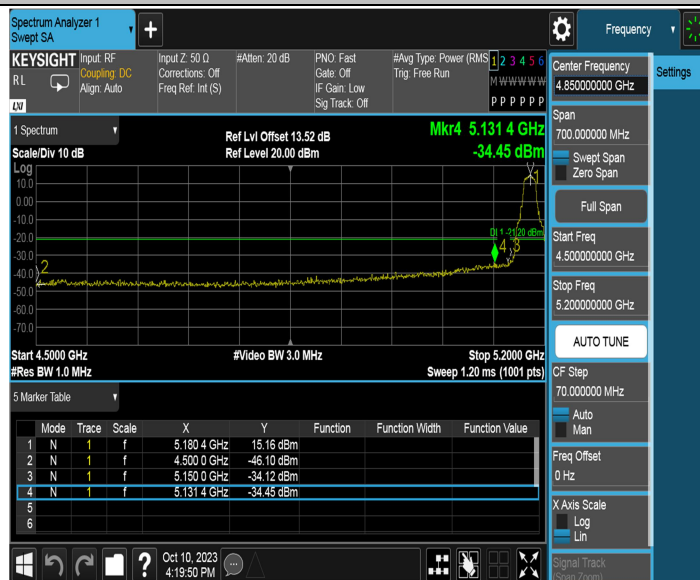 Spectrum Analyzer 1
Swept SA
+
Frequency
KEYSIGHT
R L
LXI
Input: RF
Coupling: DC
Align: Auto
Input Z: 50 Ω
Corrections: Off
Freq Ref: Int (S)
#Atten: 20 dB
PNO: Fast
Gate: Off
IF Gain: Low
Sig Track: Off
#Avg Type: Power (RMS
Trig: Free Run
1 2 3 4 5 6
M W W W W W
P P P P P P
1 Spectrum
Scale/Div 10 dB
Ref Lvl Offset 13.52 dB
Ref Level 20.00 dBm
Mkr4 5.131 4 GHz
-34.45 dBm
Log
10.0
0.00
-10.0
-20.0
-30.0
-40.0
-50.0
-60.0
-70.0
DL1 -21.20 dBm
1
2
3
4
Start 4.5000 GHz
#Video BW 3.0 MHz
Stop 5.2000 GHz
#Res BW 1.0 MHz
Sweep 1.20 ms (1001 pts)
5 Marker Table
Mode Trace Scale X Y Function Function Width Function Value
1 N 1 f 5.180 4 GHz 15.16 dBm
2 N 1 f 4.500 0 GHz -46.10 dBm
3 N 1 f 5.150 0 GHz -34.12 dBm
4 N 1 f 5.131 4 GHz -34.45 dBm
5
6
?
Oct 10, 2023
4:19:50 PM
Center Frequency
4.850000000 GHz
Settings
Span
700.000000 MHz
Swept Span
Zero Span
Full Span
Start Freq
4.500000000 GHz
Stop Freq
5.200000000 GHz
AUTO TUNE
CF Step
70.000000 MHz
Auto
Man
Freq Offset
0 Hz
X Axis Scale
Log
Lin
Signal Track
(Span Zoom)